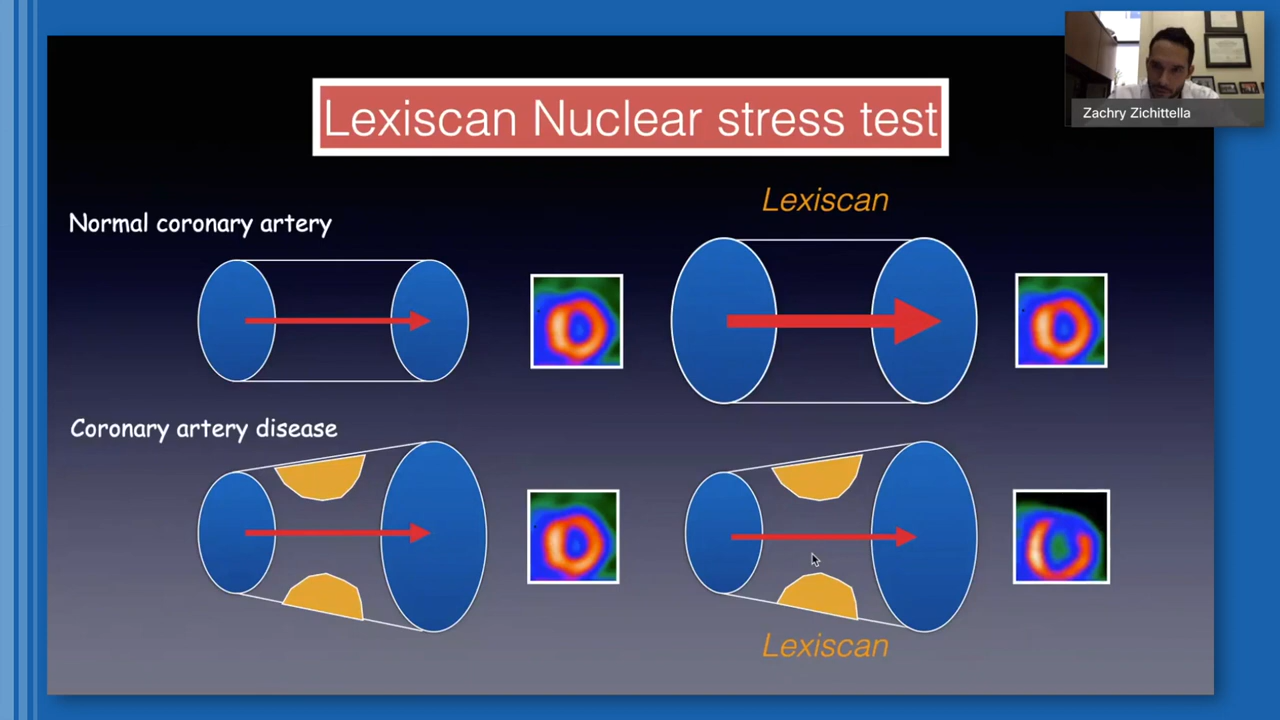 Lexiscan Nuclear stress test
Zachry Zichittella
Lexiscan
Normal coronary artery
Coronary artery disease
Lexiscan